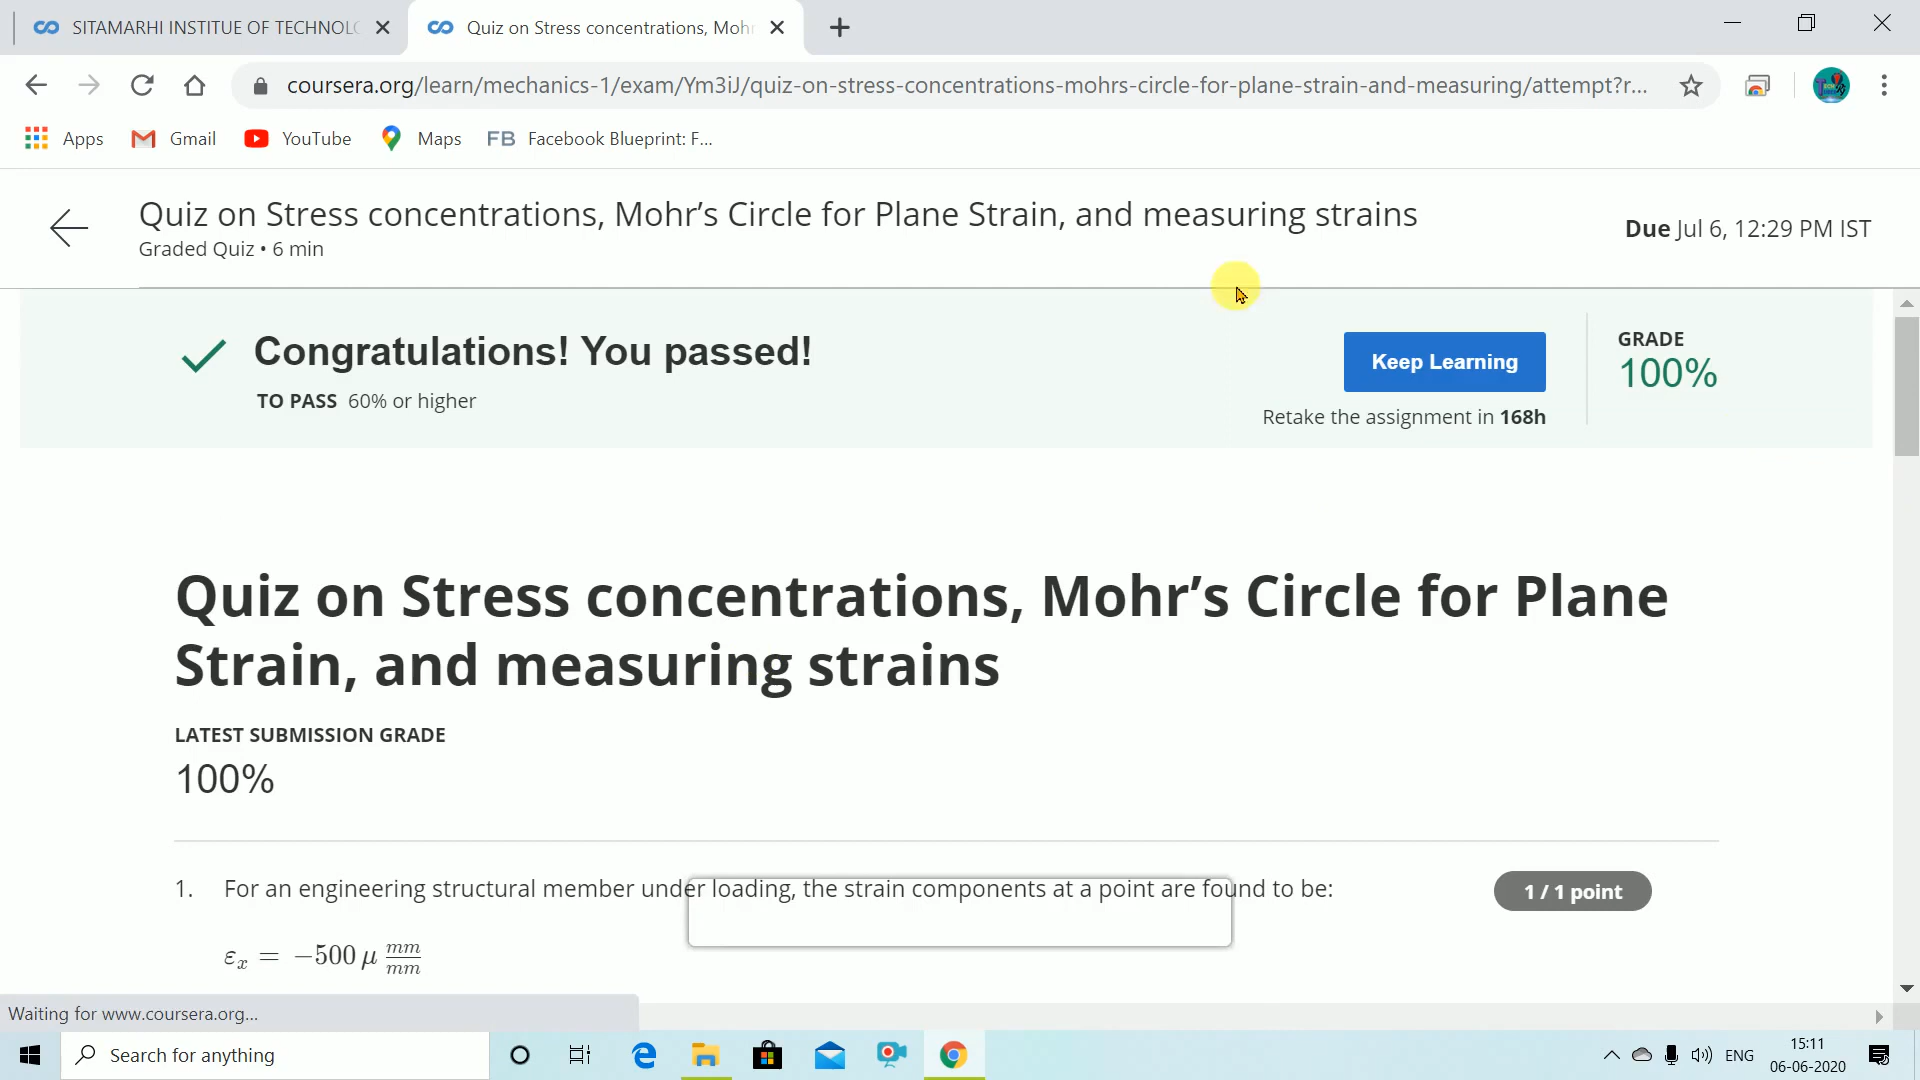 SITAMARHI INSTITUE OF TECHNOLO
Quiz on Stress concentrations, Moh
coursera.org/learn/mechanics-1/exam/Ym3iJ/quiz-on-stress-concentrations-mohrs-circle-for-plane-strain-and-measuring/attempt?r...
Apps
Gmail
YouTube
Maps
FB Facebook Blueprint: F...
Quiz on Stress concentrations, Mohr’s Circle for Plane Strain, and measuring strains
Graded Quiz • 6 min
Due Jul 6, 12:29 PM IST
Congratulations! You passed!
TO PASS 60% or higher
Keep Learning
Retake the assignment in 168h
GRADE
100%
Quiz on Stress concentrations, Mohr’s Circle for Plane
Strain, and measuring strains
LATEST SUBMISSION GRADE
100%
1. For an engineering structural member under loading, the strain components at a point are found to be:
1 / 1 point
εx = −500 μ mm/mm
Waiting for www.coursera.org...
Search for anything
ENG
15:11
06-06-2020